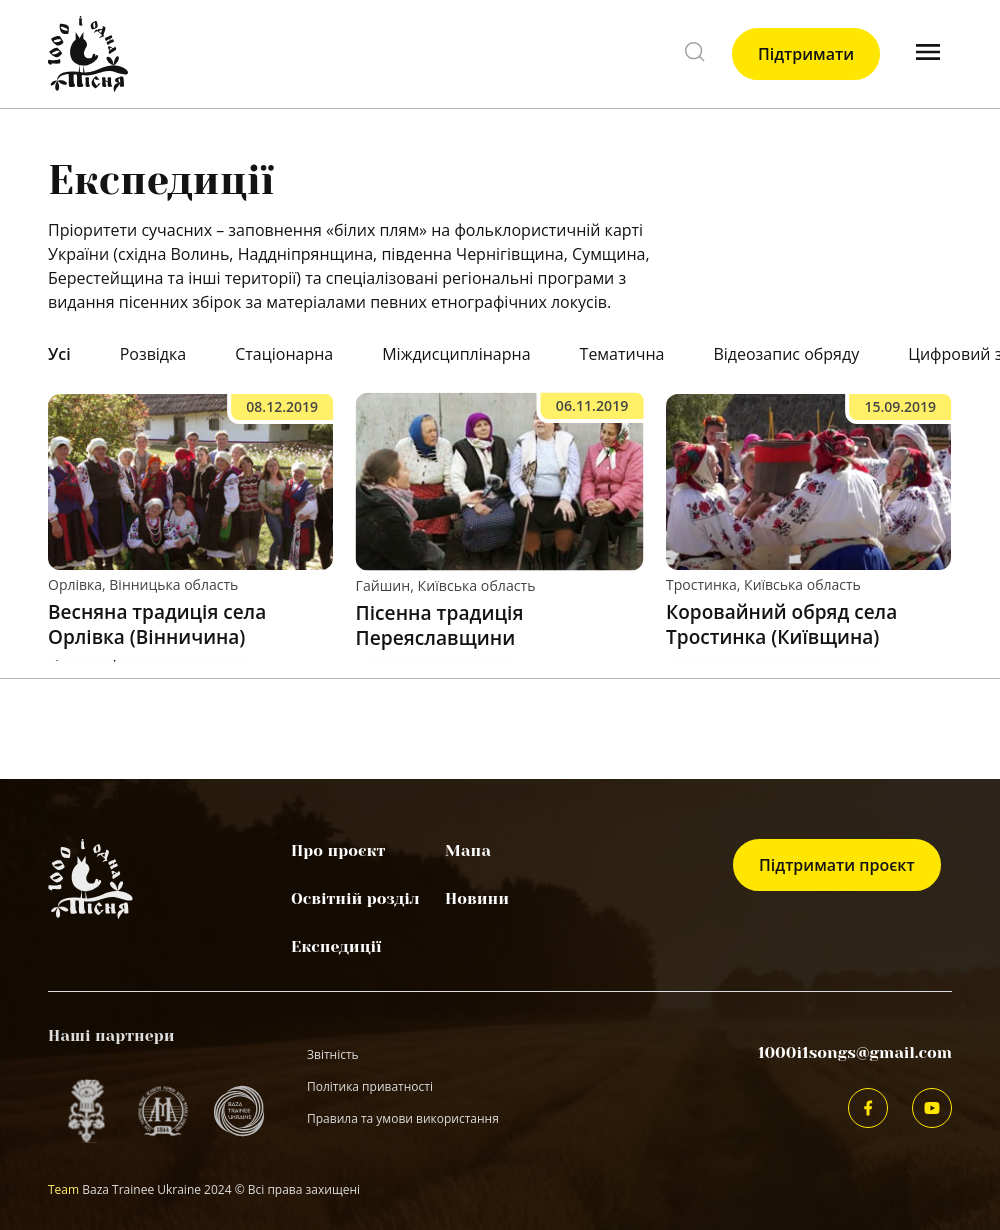 1000 і одна
Пісня
Підтримати
Експедиції
Пріоритети сучасних – заповнення «білих плям» на фольклористичній карті
України (східна Волинь, Наддніпрянщина, південна Чернігівщина, Сумщина,
Берестейщина та інші території) та спеціалізовані регіональні програми з
видання пісенних збірок за матеріалами певних етнографічних локусів.
Усі Розвідка Стаціонарна Міждисциплінарна Тематична Відеозапис обряду Цифровий з
08.12.2019
Орлівка, Вінницька область
Весняна традиція села
Орлівка (Вінничина)
06.11.2019
Гайшин, Київська область
Пісенна традиція
Переяславщини
15.09.2019
Тростинка, Київська область
Коровайний обряд села
Тростинка (Київщина)
1000 і одна
Пісня
Про проєкт
Освітній розділ
Експедиції
Мапа
Новини
Підтримати проєкт
Наші партнери
1844
BAZA
TRAINEE
UKRAINE
Звітність
Політика приватності
Правила та умови використання
1000i1songs@gmail.com
Team Baza Trainee Ukraine 2024 © Всі права захищені